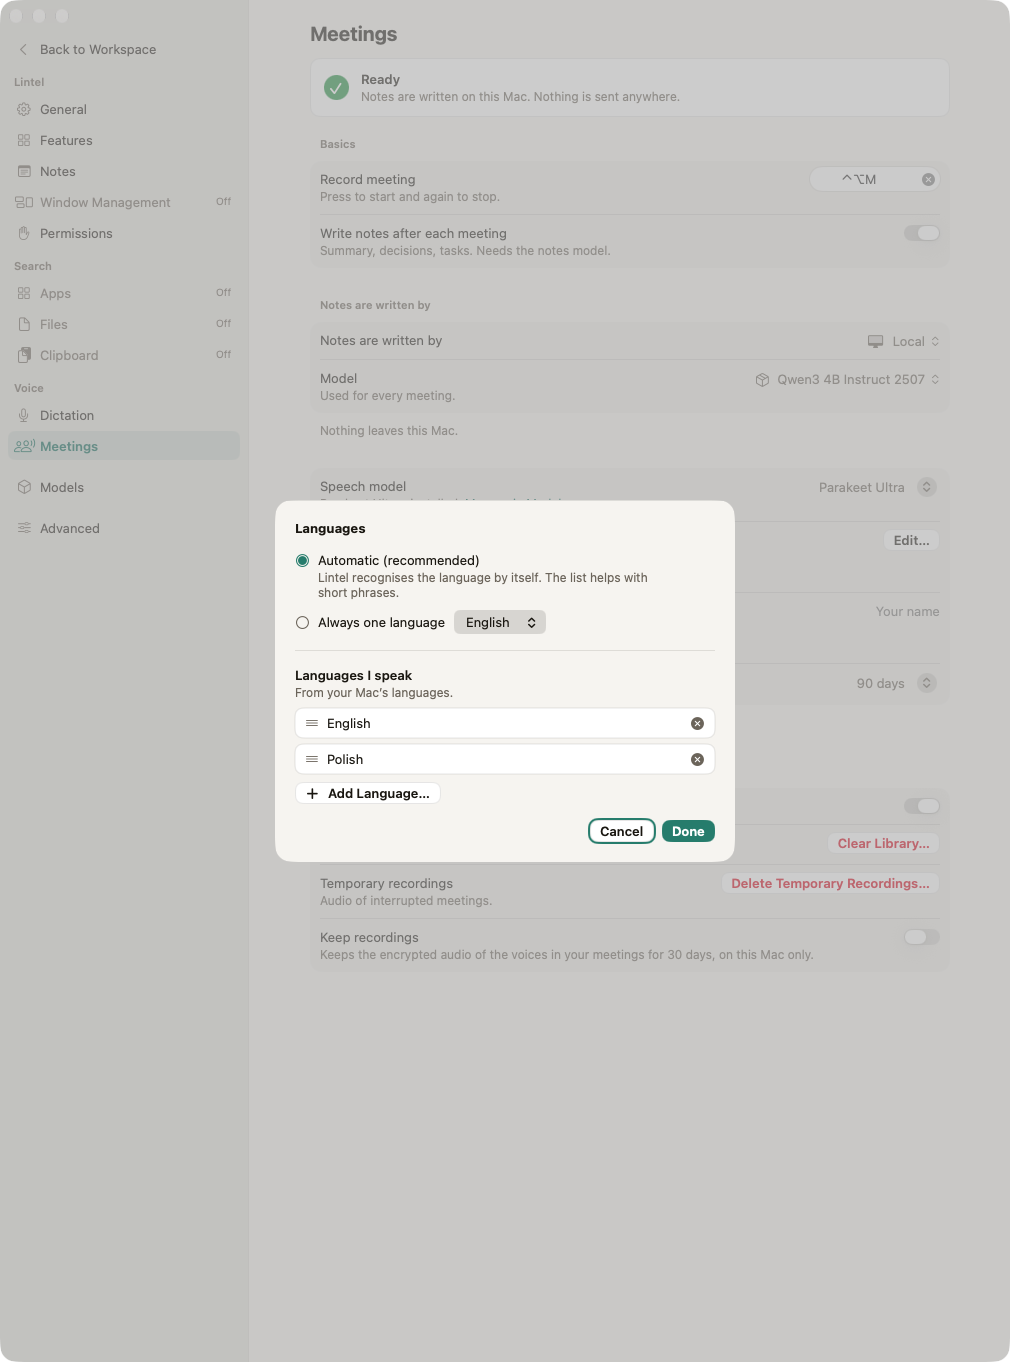 Back to Workspace
Lintel
General
Features
Notes
Window Management Off
Permissions
Search
Apps Off
Files Off
Clipboard Off
Voice
Dictation
Meetings
Models
Advanced
Meetings
Ready
Notes are written on this Mac. Nothing is sent anywhere.
Basics
Record meeting
⌃⌥M
Press to start and again to stop.
Write notes after each meeting
Summary, decisions, tasks. Needs the notes model.
Notes are written by
Notes are written by Local
Model
Qwen3 4B Instruct 2507
Used for every meeting.
Nothing leaves this Mac.
Speech model Parakeet Ultra
Edit...
Your name
90 days
Languages
Automatic (recommended)
Lintel recognises the language by itself. The list helps with
short phrases.
Always one language English
Languages I speak
From your Mac's languages.
English
Polish
Add Language...
Cancel Done
Clear Library...
Temporary recordings
Delete Temporary Recordings...
Audio of interrupted meetings.
Keep recordings
Keeps the encrypted audio of the voices in your meetings for 30 days, on this Mac only.